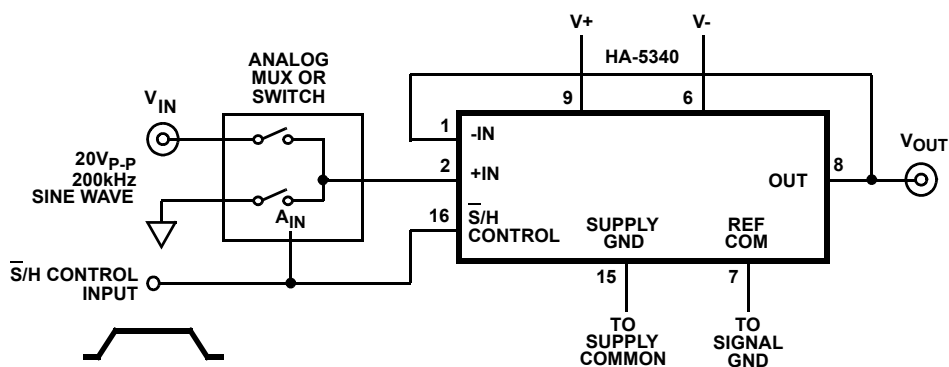 V+
V-
HA-5340
ANALOG
MUX OR
SWITCH
VIN
9
6
1
-IN
VOUT
20VP-P
200kHz
SINE WAVE
2
+IN
8
OUT
AIN
16
S̅/H
CONTROL
SUPPLY
GND
REF
COM
S̅/H CONTROL
INPUT
15
7
TO
SUPPLY
COMMON
TO
SIGNAL
GND